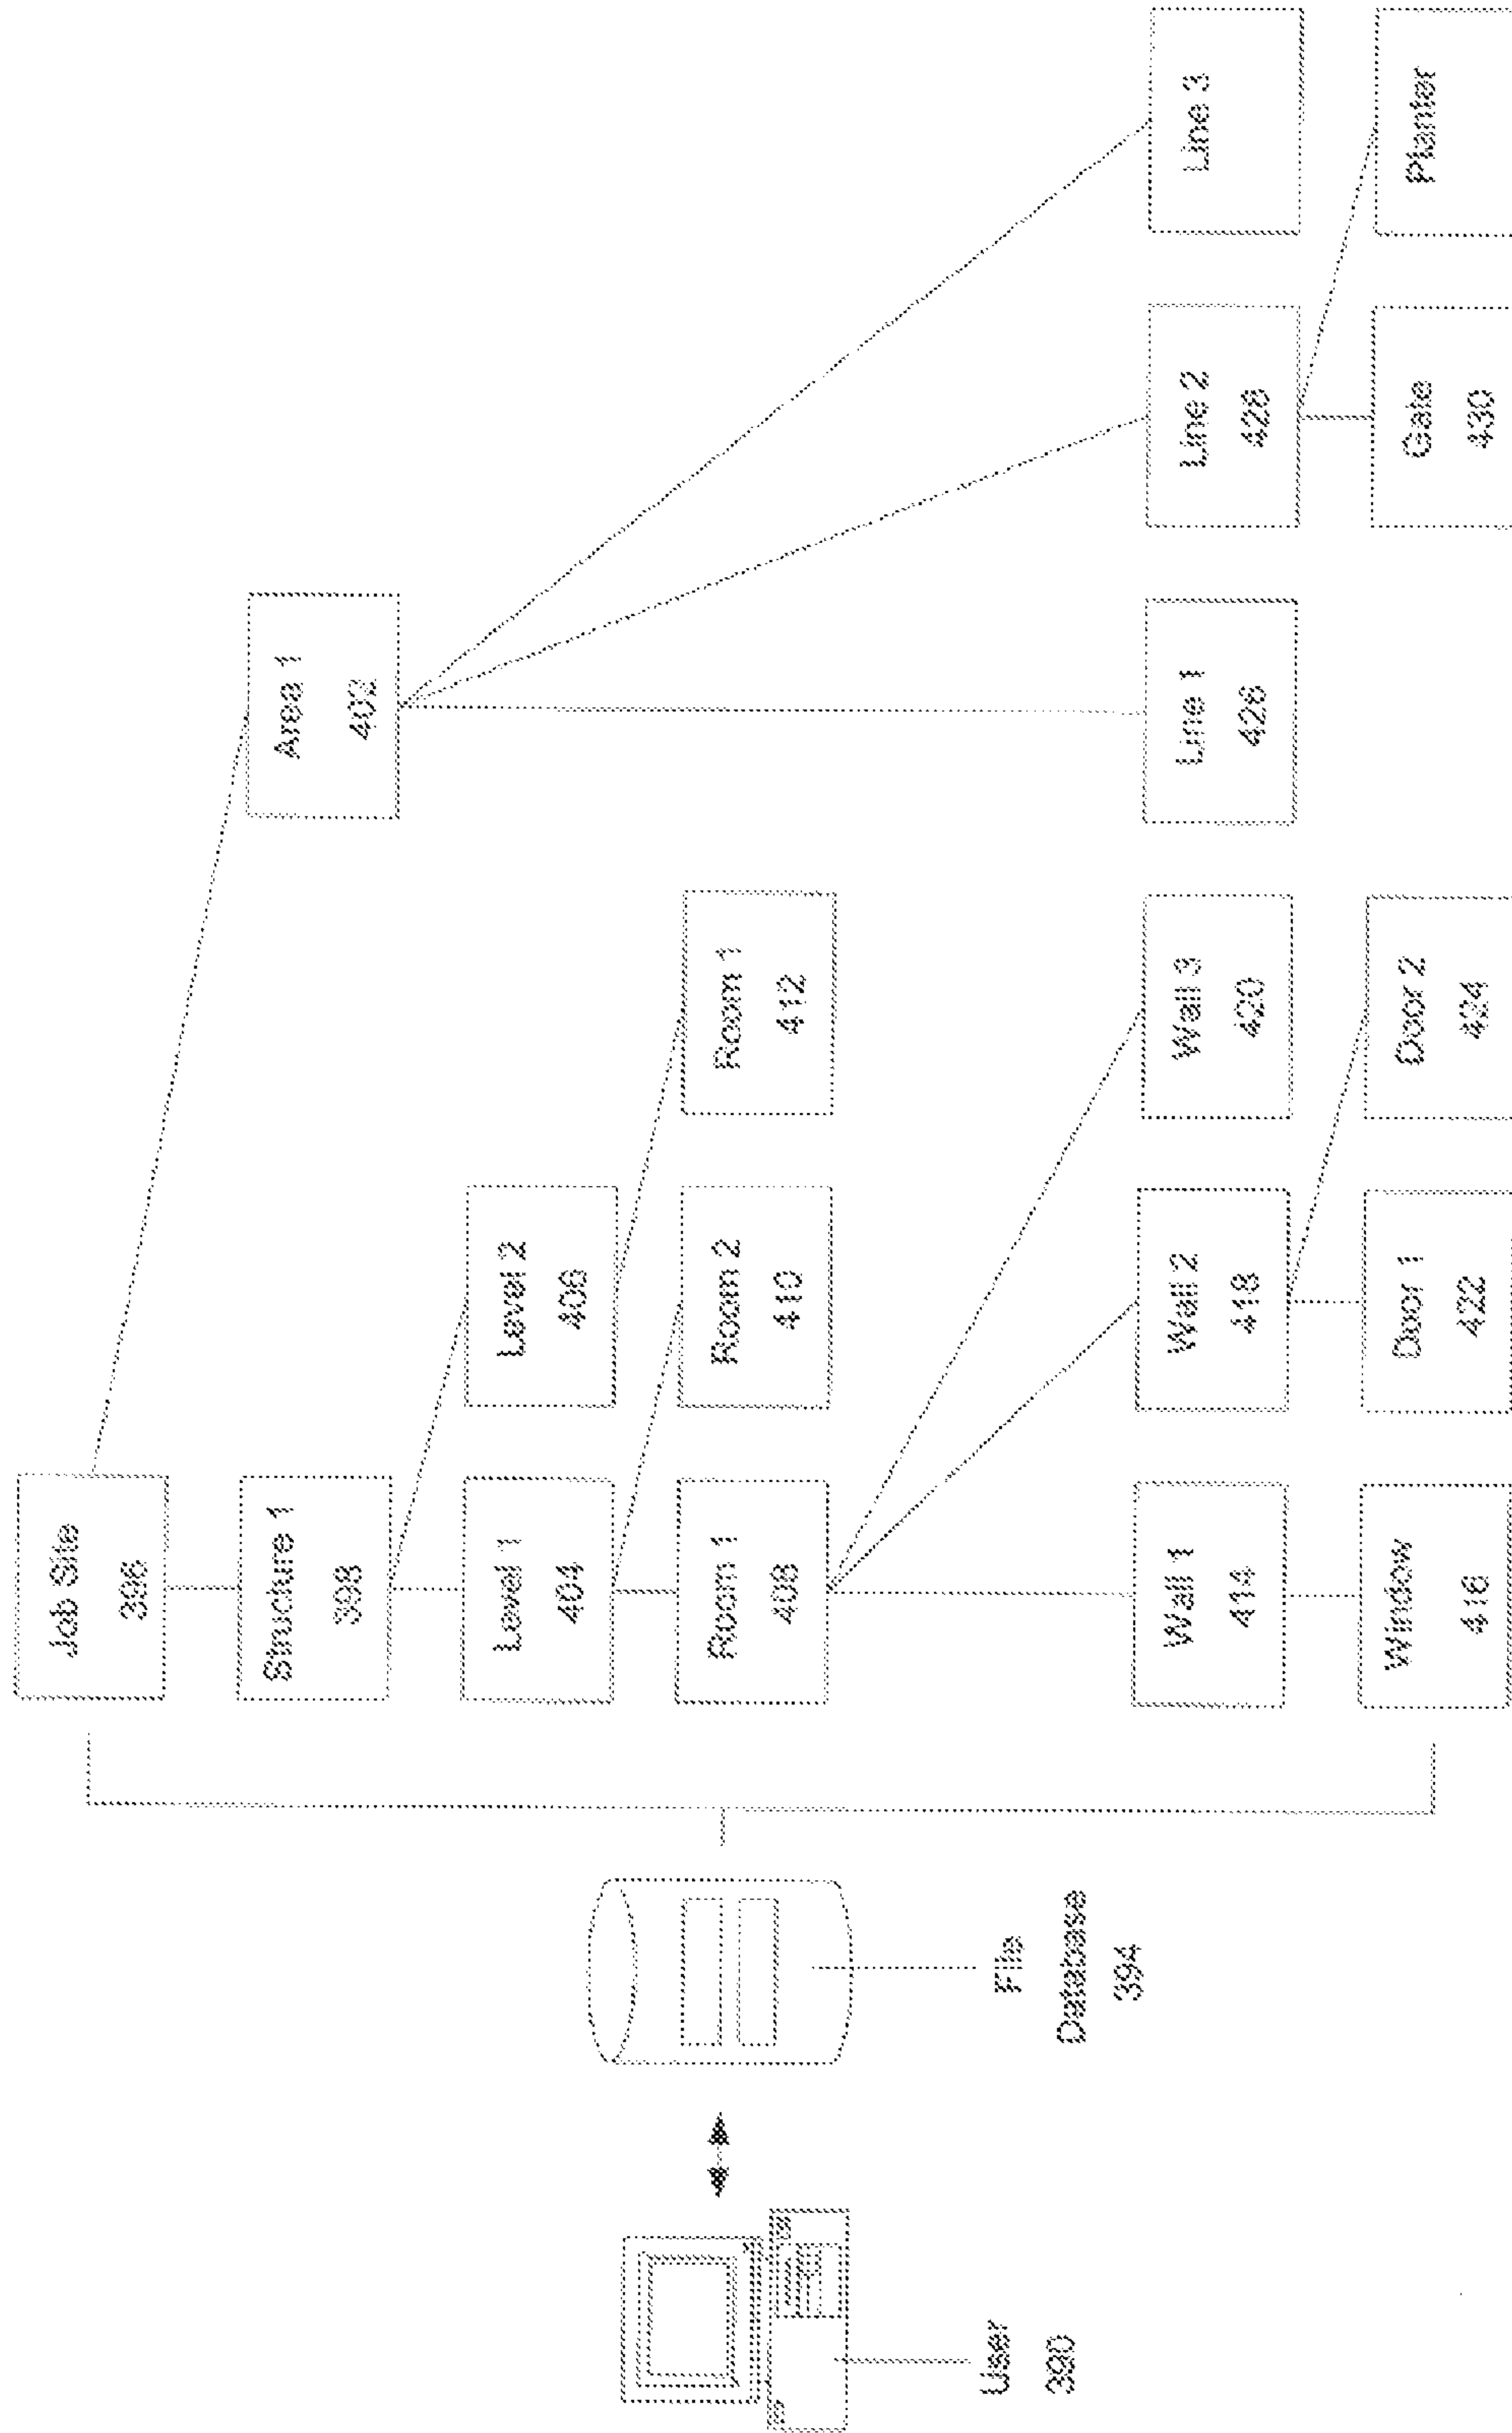 Job Site
396
Structure 1
398
Area 1
402
Level 1
404
Level 2
406
Room 1
408
Room 2
410
Room 1
412
Wall 1
414
Wall 2
418
Wall 3
420
Line 1
426
Line 2
428
Line 3
Window
416
Door 1
422
Door 2
424
Gate
430
Planter
User
390
File
Database
394